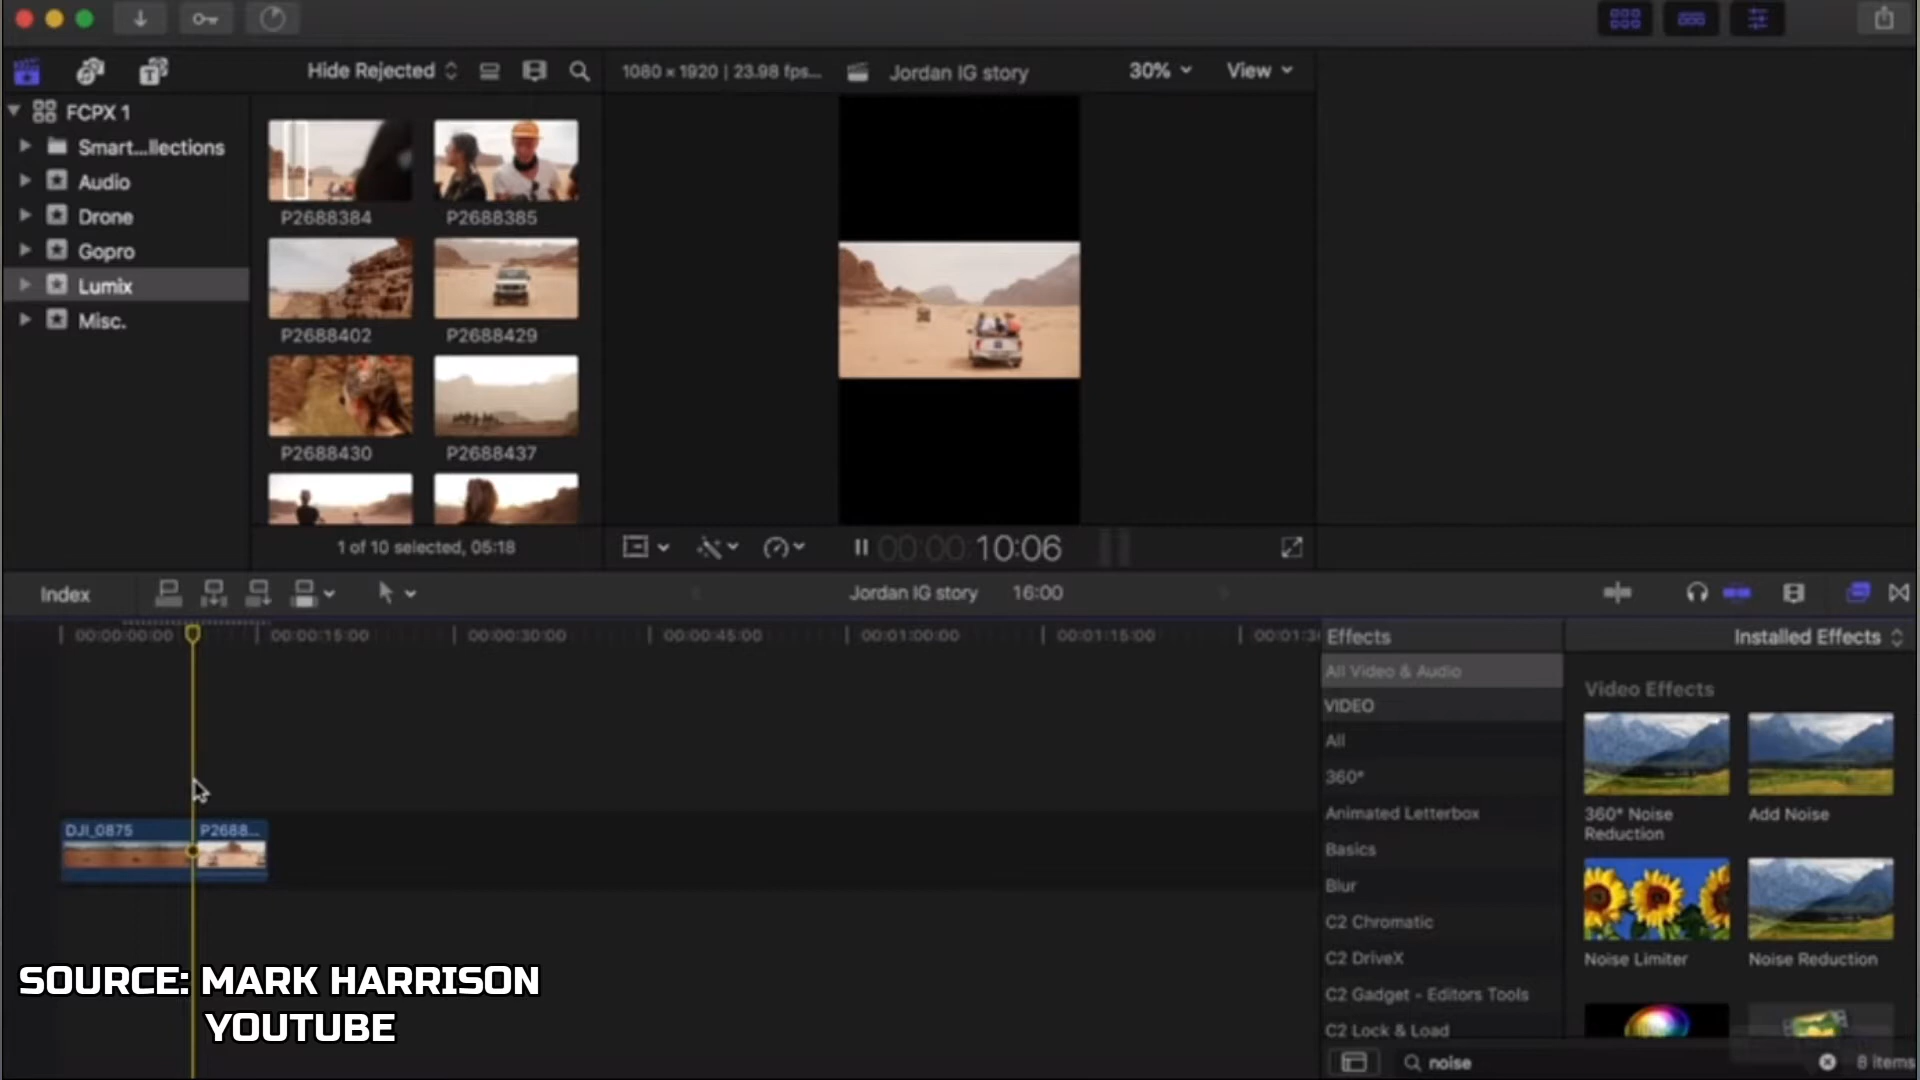 Hide Rejected
1080 × 1920 | 23.98 fps...
Jordan IG story
30%
View
FCPX 1
Smart...llections
Audio
Drone
Gopro
Lumix
Misc.
P2688384
P2688385
P2688402
P2688429
P2688430
P2688437
1 of 10 selected, 05:18
00:00:10:06
Index
Jordan IG story
16:00
00:00:00:00
00:00:15:00
00:00:30:00
00:00:45:00
00:01:00:00
00:01:15:00
00:01:3
DJI_0875
P2688...
Effects
Installed Effects
All Video & Audio
VIDEO
All
360°
Animated Letterbox
Basics
Blur
C2 Chromatic
C2 DriveX
C2 Gadget - Editors Tools
C2 Lock & Load
Video Effects
360° Noise
Reduction
Add Noise
Noise Limiter
Noise Reduction
noise
8 items
SOURCE: MARK HARRISON
YOUTUBE